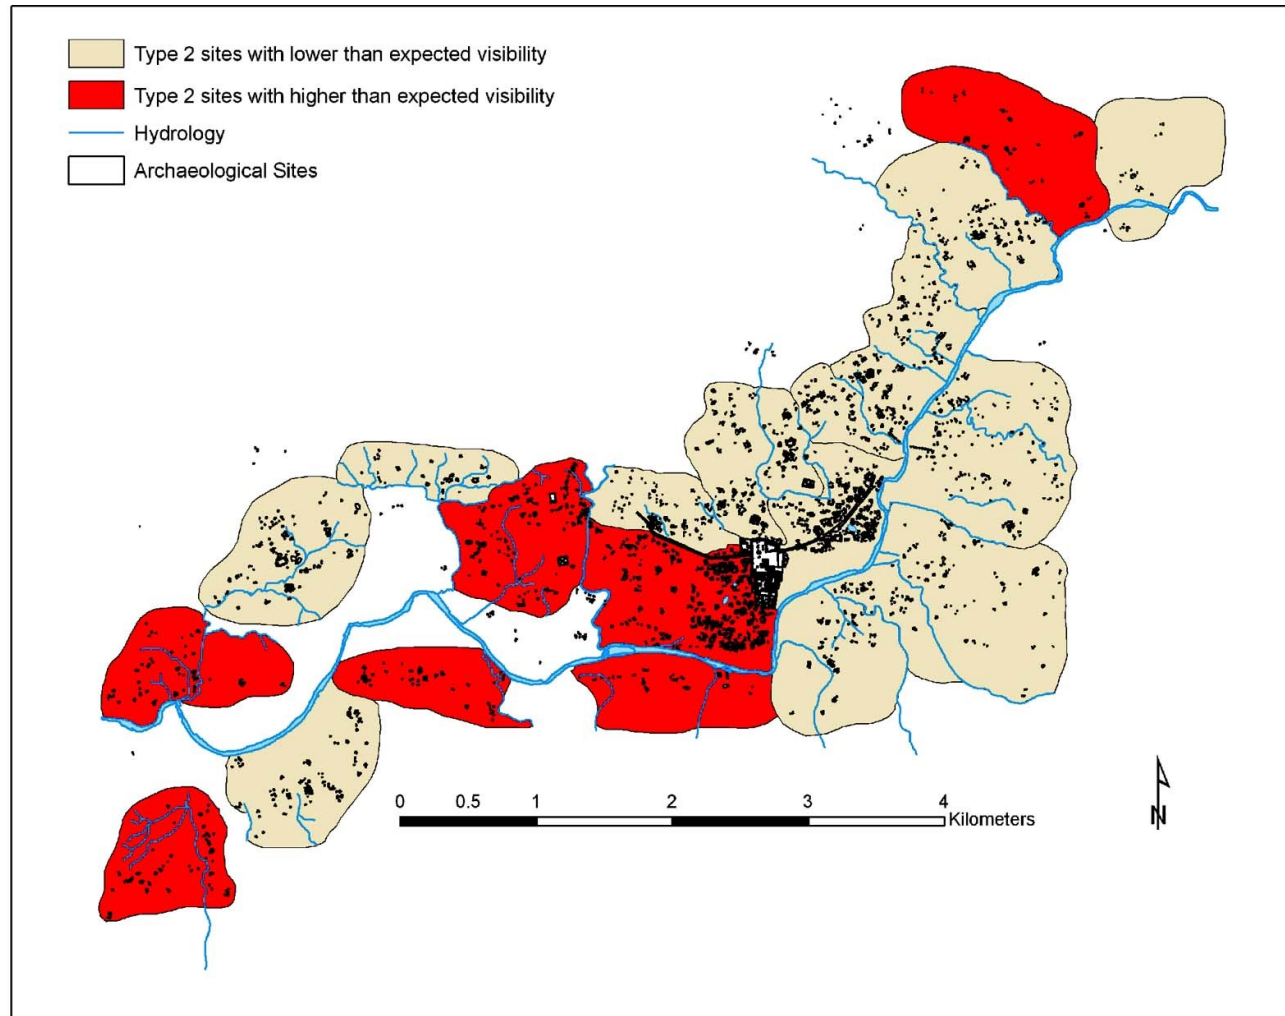 Type 2 sites with lower than expected visibility
Type 2 sites with higher than expected visibility
Hydrology
Archaeological Sites
0 0.5 1 2 3 4
Kilometers
N